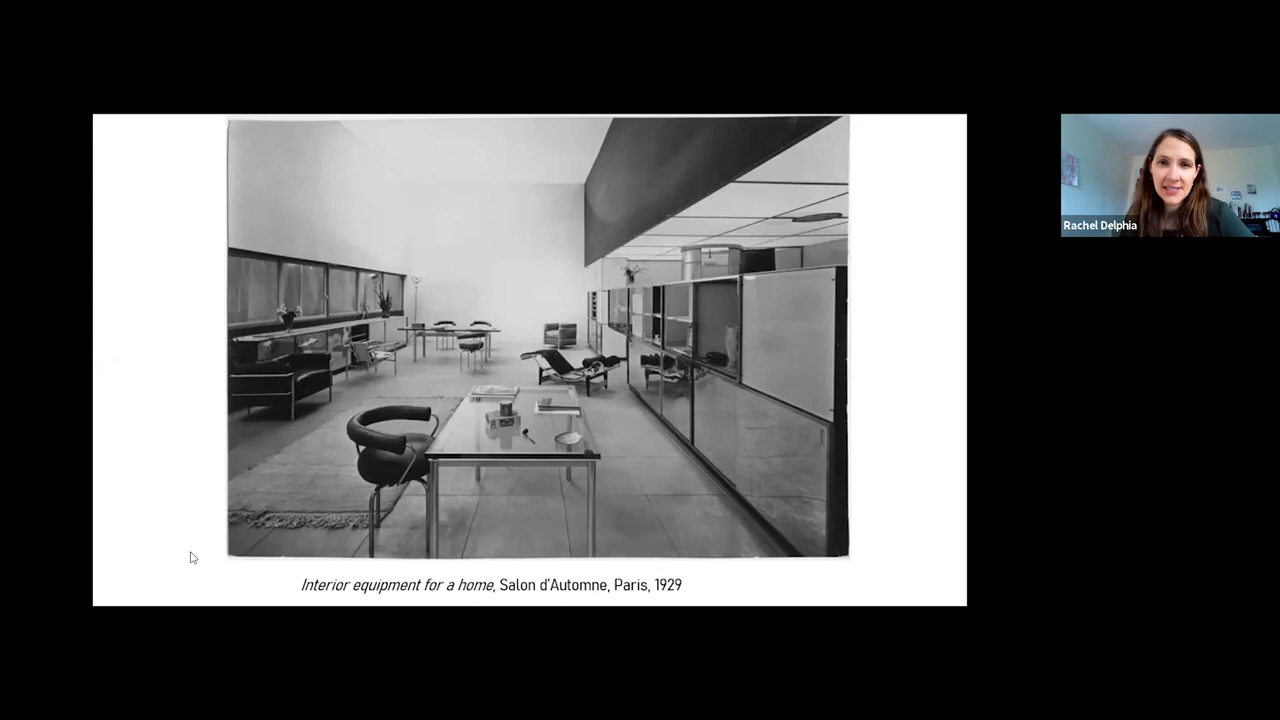 Rachel Delphia
Interior equipment for a home, Salon d'Automne, Paris, 1929